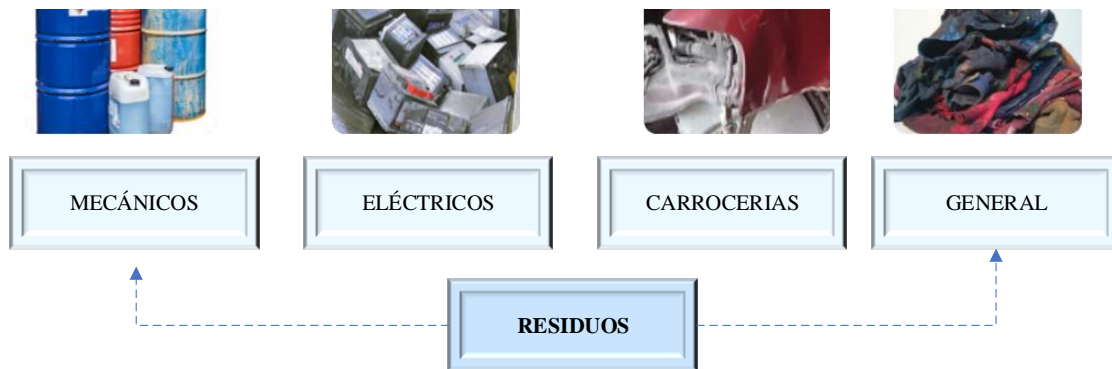 MECÁNICOS
ELÉCTRICOS
CARROCERIAS
GENERAL
RESIDUOS